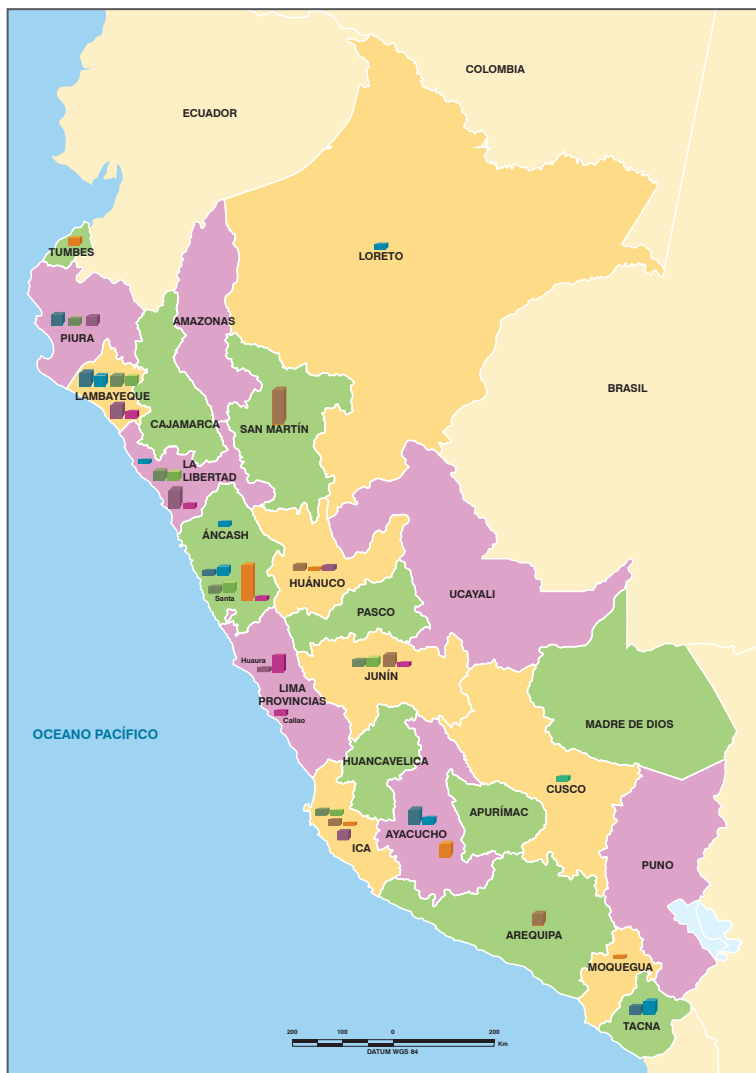 COLOMBIA
ECUADOR
TUMBES
LORETO
PIURA
AMAZONAS
LAMBAYEQUE
BRASIL
CAJAMARCA
SAN MARTÍN
LA
LIBERTAD
ÁNCASH
HUÁNUCO
Santa
UCAYALI
PASCO
Huaura
JUNÍN
LIMA
PROVINCIAS
Callao
MADRE DE DIOS
OCEANO PACÍFICO
HUANCAVELICA
CUSCO
APURÍMAC
AYACUCHO
ICA
PUNO
AREQUIPA
MOQUEGUA
TACNA
200 100 0 200
Km
DATUM WGS 84